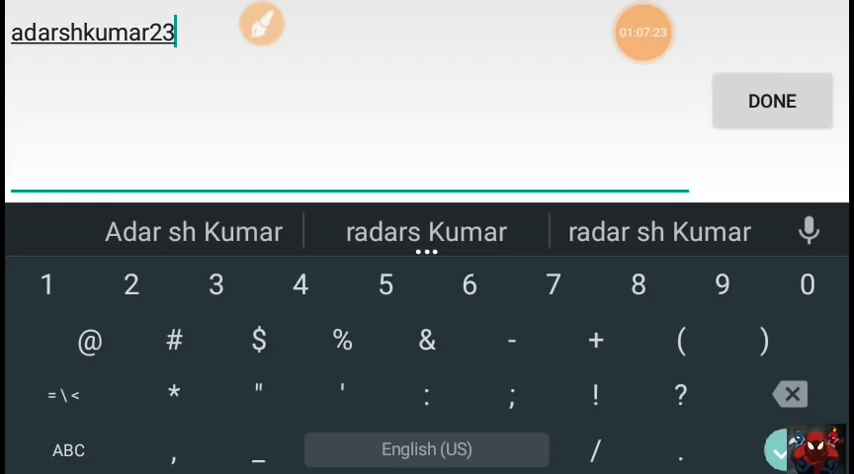 adarshkumar23
01:07:23
DONE
Adar sh Kumar radars Kumar radar sh Kumar
1 2 3 4 5 6 7 8 9 0
@ # $ % & - + ( )
=\< * " ' : ; ! ?
ABC , _ English (US) / .